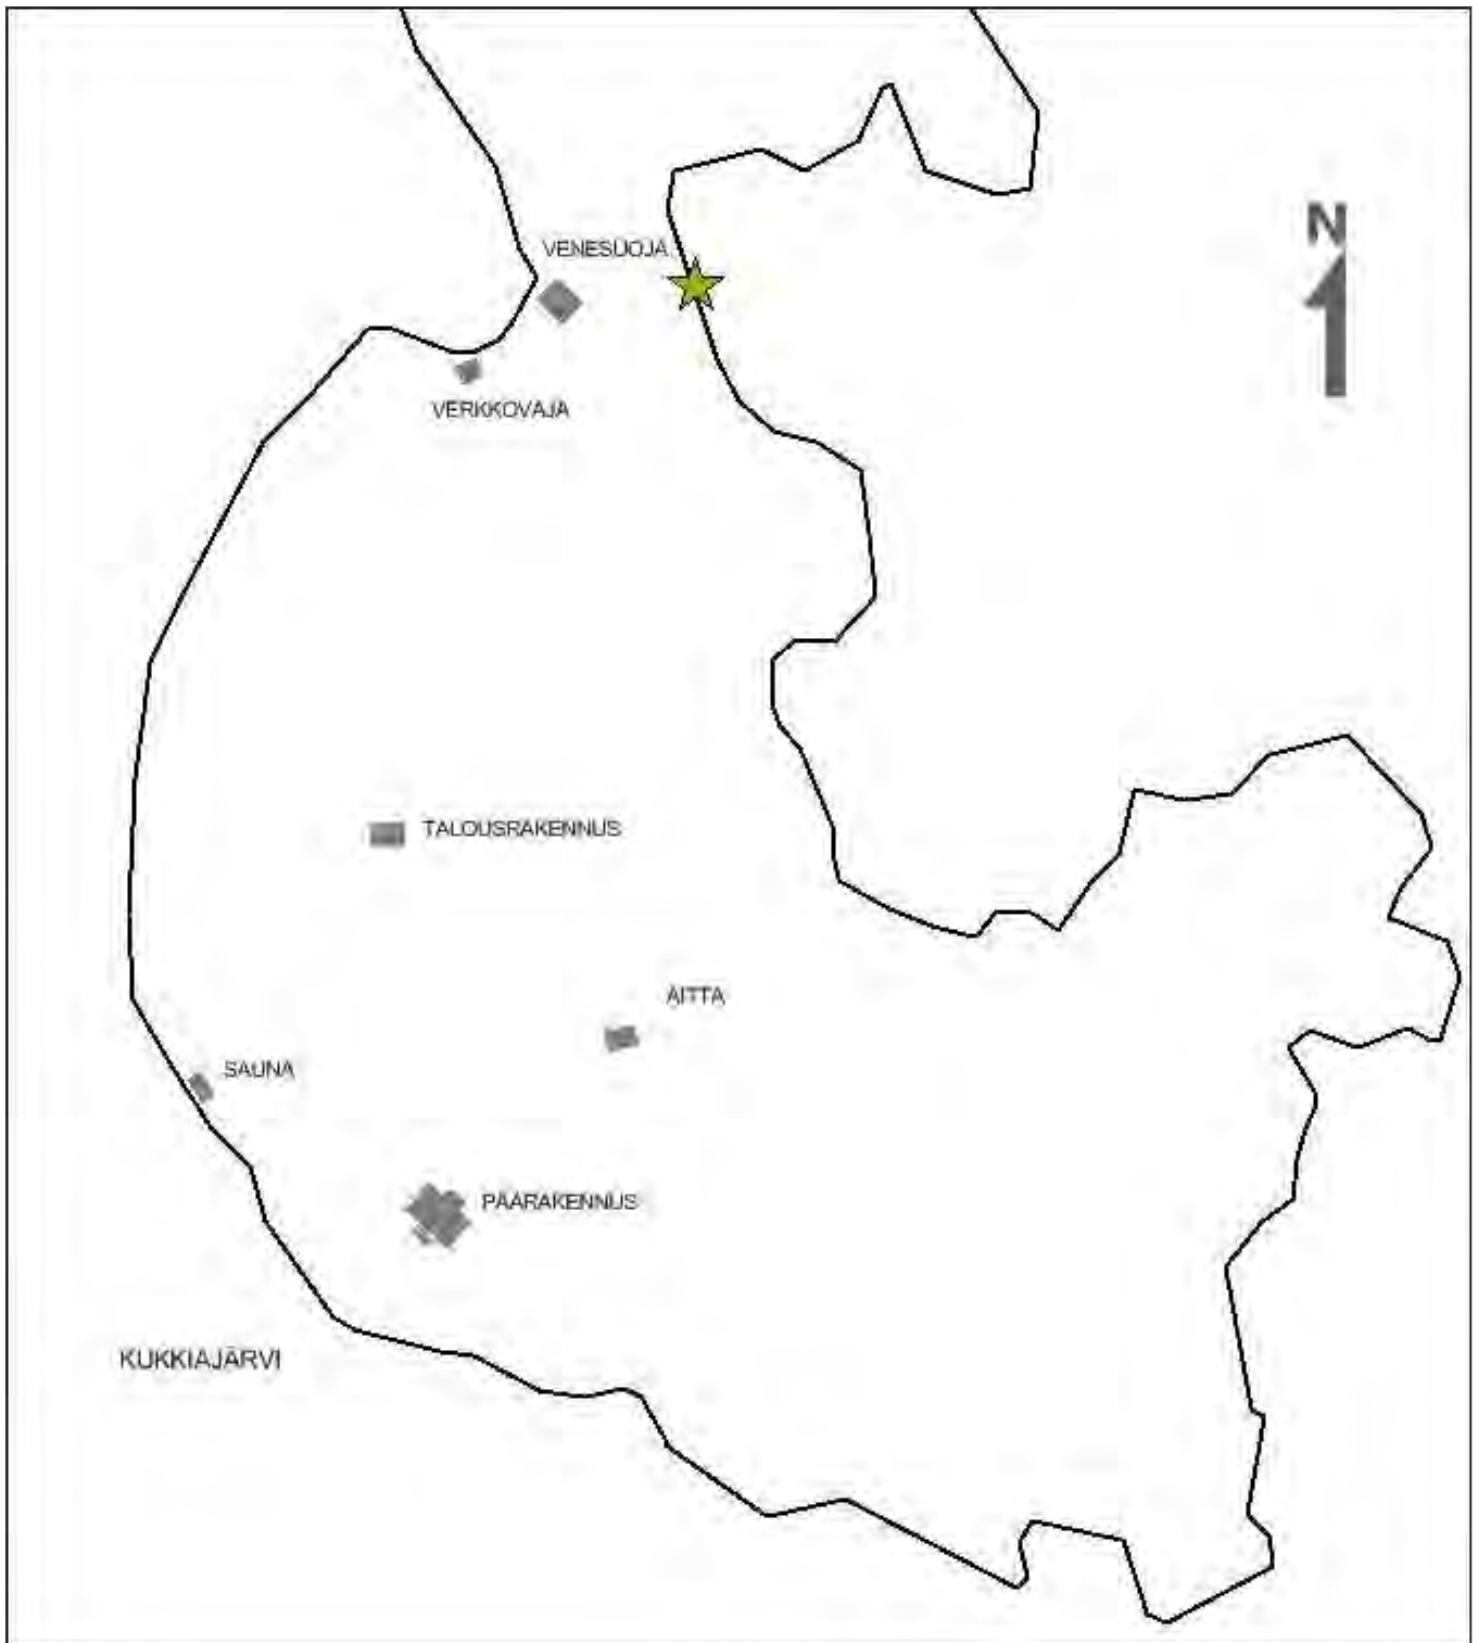 N
VENESUOJA
VERKKOVAJA
TALOUSRAKENNUS
AITTA
SAUNA
PÄÄRAKENNUS
KUKKIAJÄRVI